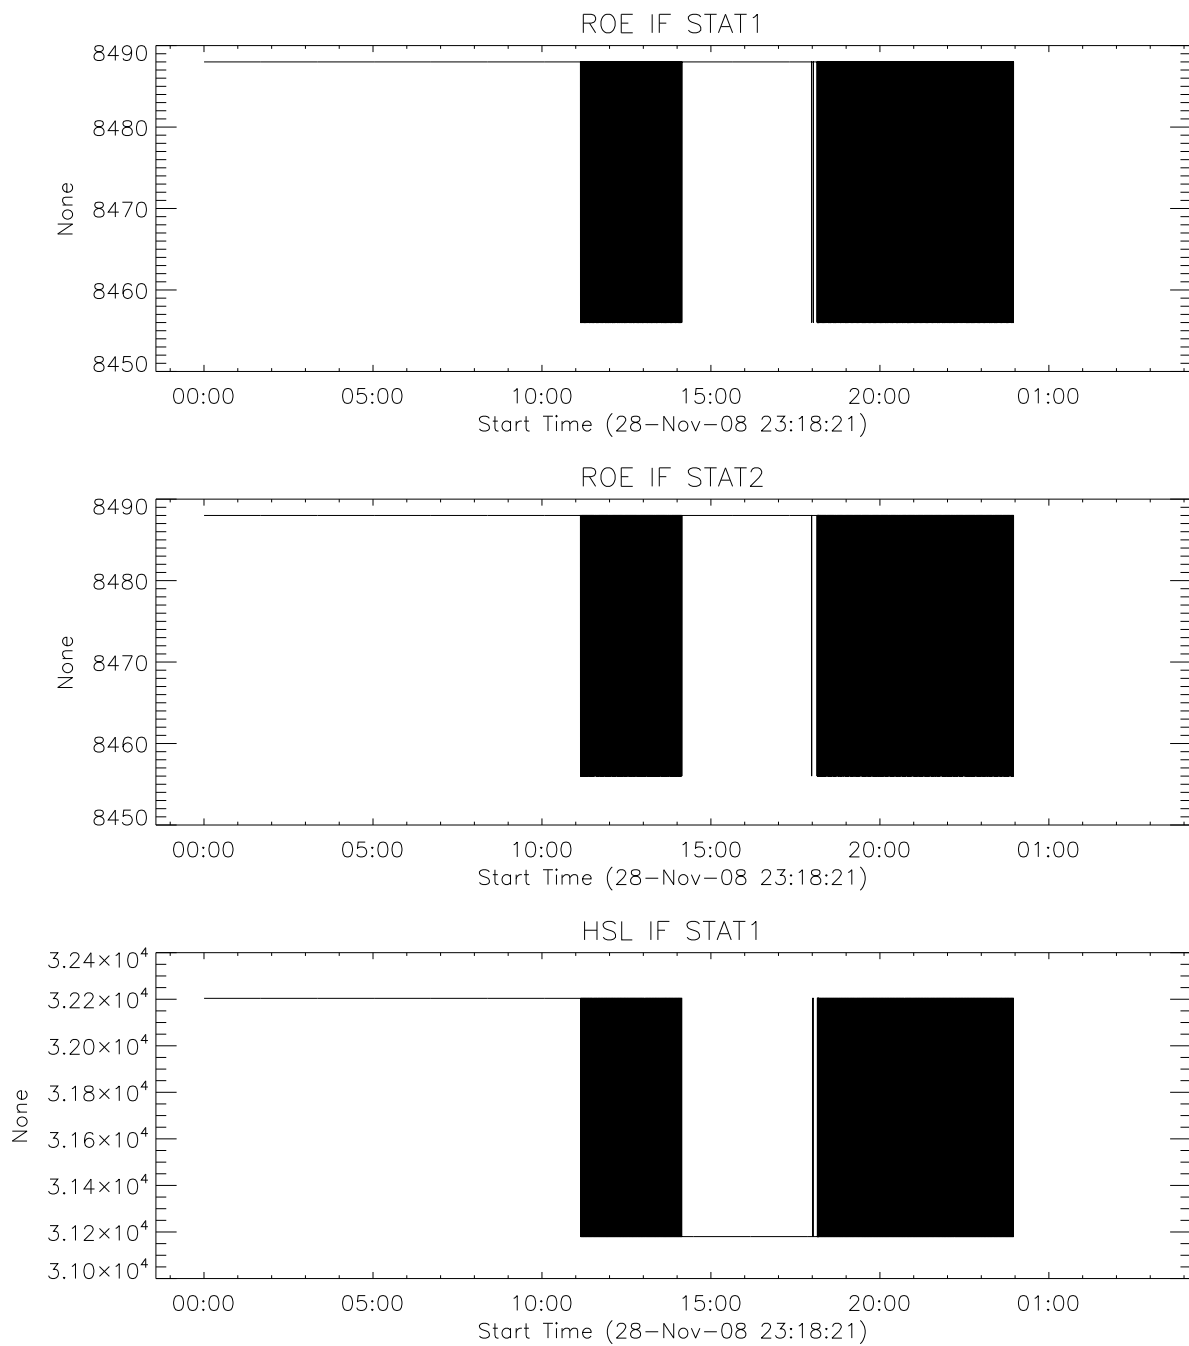 ROE IF STAT1
8490
8480
8470
8460
8450
None
00:00 05:00 10:00 15:00 20:00 01:00
Start Time (28-Nov-08 23:18:21)
ROE IF STAT2
8490
8480
8470
8460
8450
None
00:00 05:00 10:00 15:00 20:00 01:00
Start Time (28-Nov-08 23:18:21)
HSL IF STAT1
3.24×10⁴
3.22×10⁴
3.20×10⁴
3.18×10⁴
3.16×10⁴
3.14×10⁴
3.12×10⁴
3.10×10⁴
None
00:00 05:00 10:00 15:00 20:00 01:00
Start Time (28-Nov-08 23:18:21)